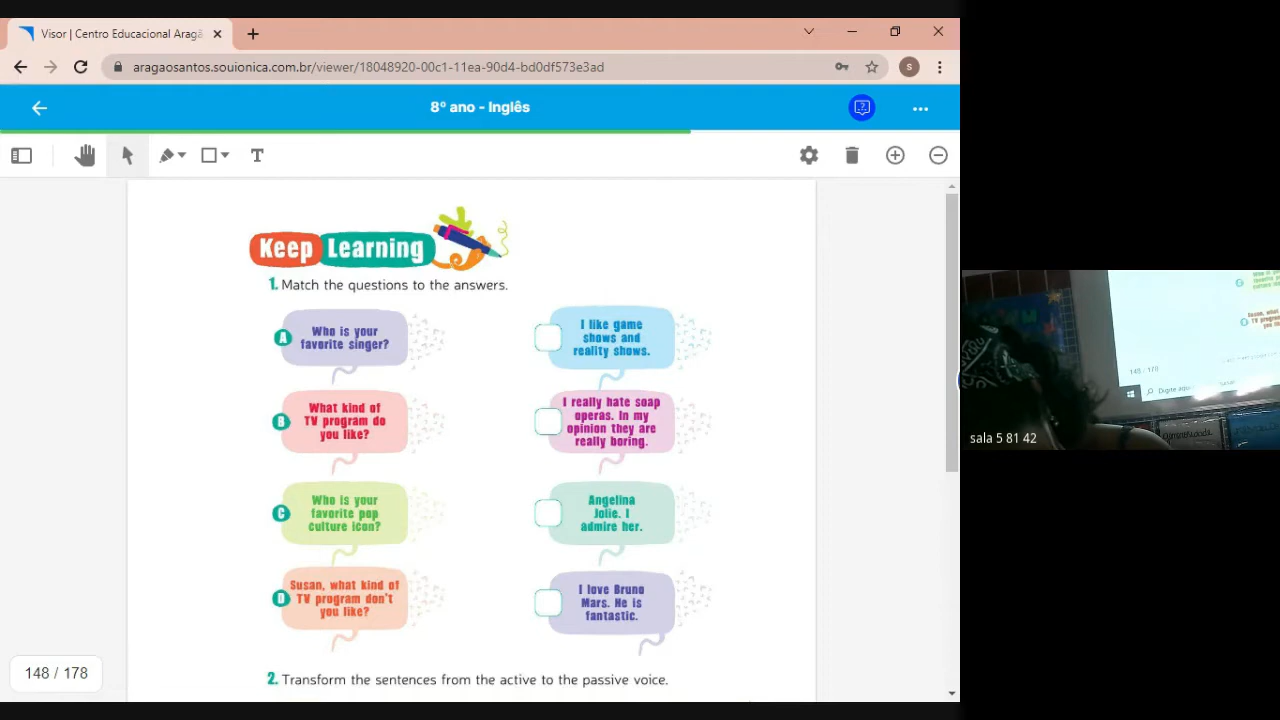 Visor | Centro Educacional Aragã
aragaosantos.souionica.com.br/viewer/18048920-00c1-11ea-90d4-bd0df573e3ad
s
8º ano - Inglês
?
T
Keep Learning
1. Match the questions to the answers.
A
Who is your
favorite singer?
I like game
shows and
reality shows.
B
What kind of
TV program do
you like?
I really hate soap
operas. In my
opinion they are
really boring.
C
Who is your
favorite pop
culture icon?
Angelina
Jolie. I
admire her.
D
Susan, what kind of
TV program don't
you like?
I love Bruno
Mars. He is
fantastic.
2. Transform the sentences from the active to the passive voice.
148 / 178
148 / 178
Digite aqu
sala 5 81 42